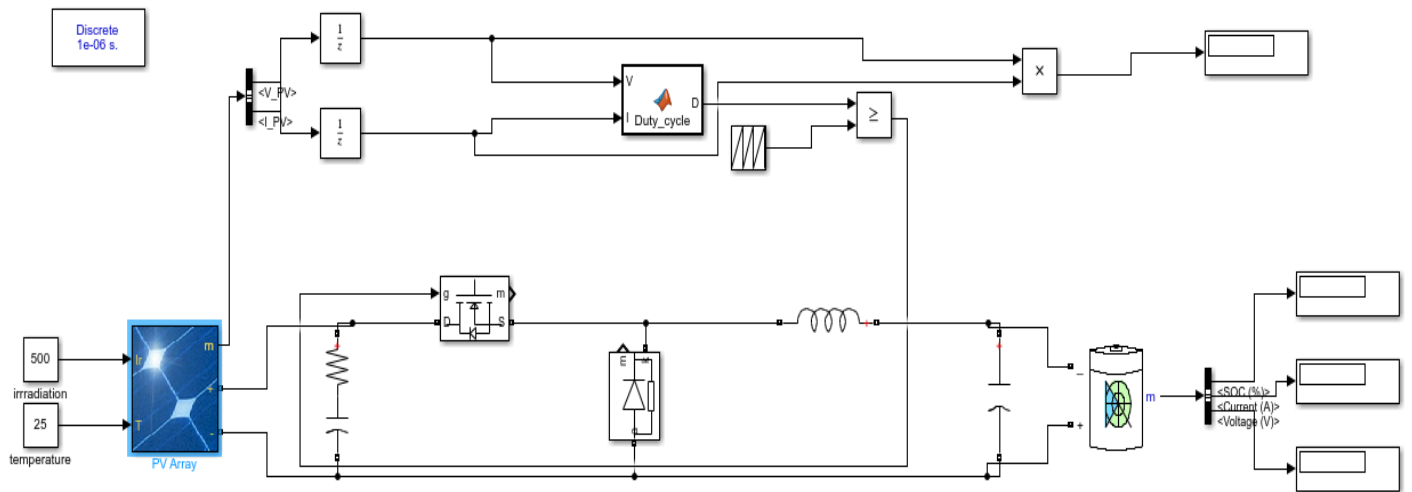 Discrete
1e-06 s.
1
z
<V_PV>
<I_PV>
1
z
V
I
D
Duty_cycle
≥
×
g
m
D
S
m
Ir
+
T
-
PV Array
500
irrradiation
25
temperature
m
a
–
+
m
<SOC (%)>
<Current (A)>
<Voltage (V)>